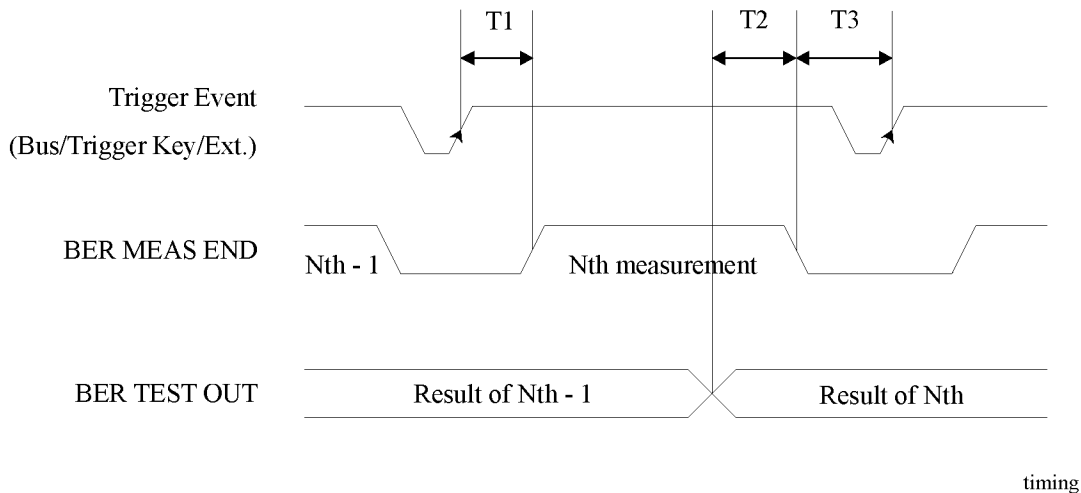 T1
T2
T3
Trigger Event
(Bus/Trigger Key/Ext.)
BER MEAS END
Nth - 1
Nth measurement
BER TEST OUT
Result of Nth - 1
Result of Nth
timing